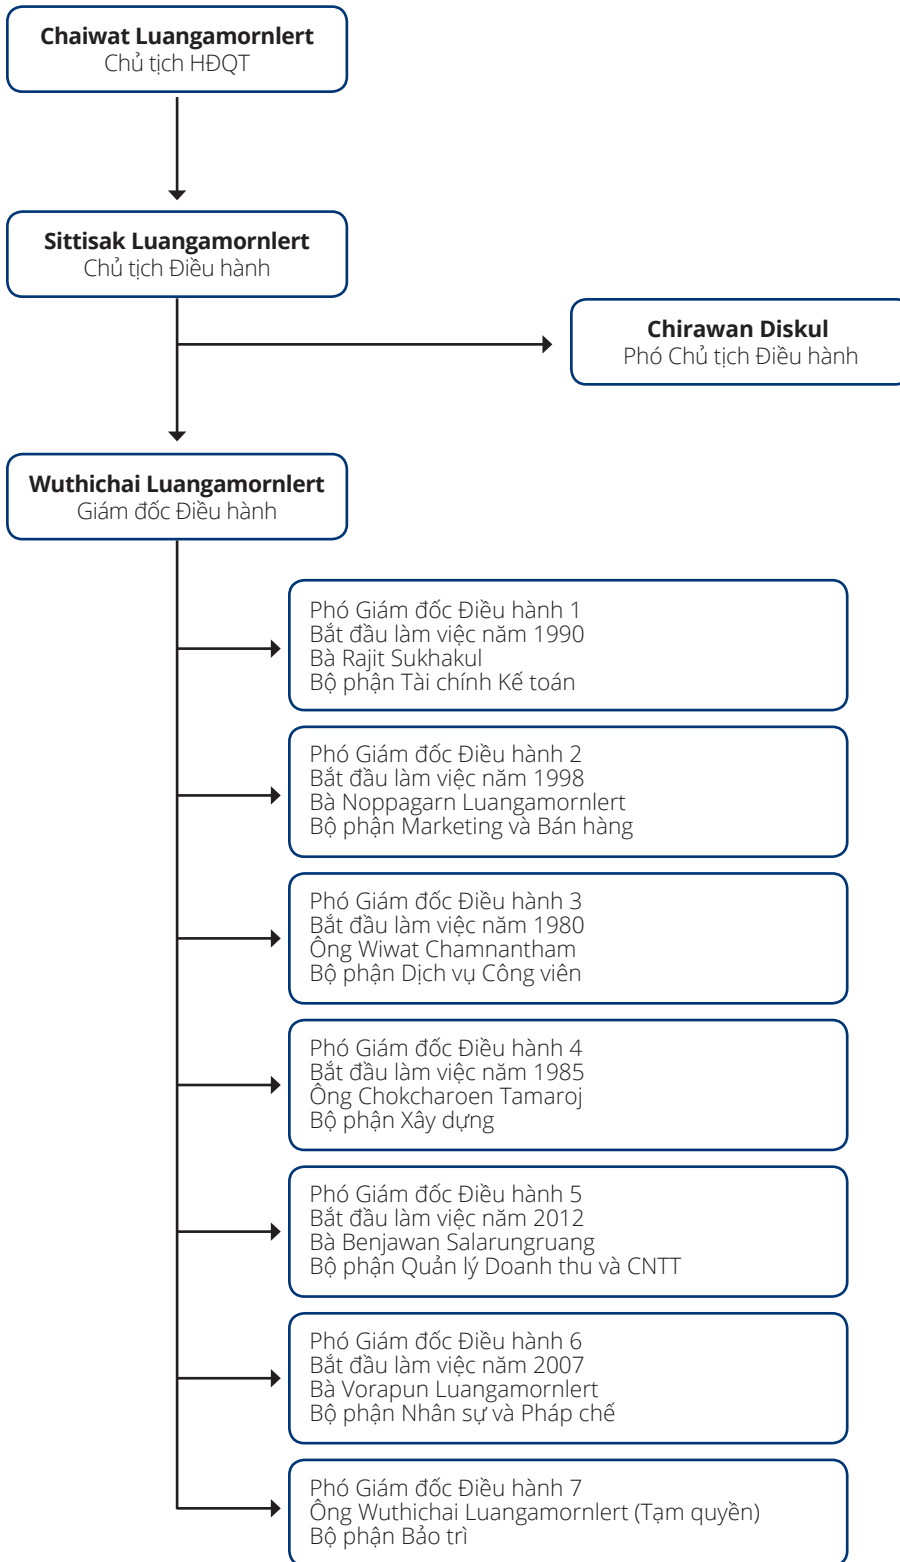 Chaiwat Luangamornlert
Chủ tịch HĐQT
Sittisak Luangamornlert
Chủ tịch Điều hành
Chirawan Diskul
Phó Chủ tịch Điều hành
Wuthichai Luangamornlert
Giám đốc Điều hành
Phó Giám đốc Điều hành 1
Bắt đầu làm việc năm 1990
Bà Rajit Sukhakul
Bộ phận Tài chính Kế toán
Phó Giám đốc Điều hành 2
Bắt đầu làm việc năm 1998
Bà Noppagarn Luangamornlert
Bộ phận Marketing và Bán hàng
Phó Giám đốc Điều hành 3
Bắt đầu làm việc năm 1980
Ông Wiwat Chamnantham
Bộ phận Dịch vụ Công viên
Phó Giám đốc Điều hành 4
Bắt đầu làm việc năm 1985
Ông Chokcharoen Tamaroj
Bộ phận Xây dựng
Phó Giám đốc Điều hành 5
Bắt đầu làm việc năm 2012
Bà Benjawan Salarungruang
Bộ phận Quản lý Doanh thu và CNTT
Phó Giám đốc Điều hành 6
Bắt đầu làm việc năm 2007
Bà Vorapun Luangamornlert
Bộ phận Nhân sự và Pháp chế
Phó Giám đốc Điều hành 7
Ông Wuthichai Luangamornlert (Tạm quyền)
Bộ phận Bảo trì